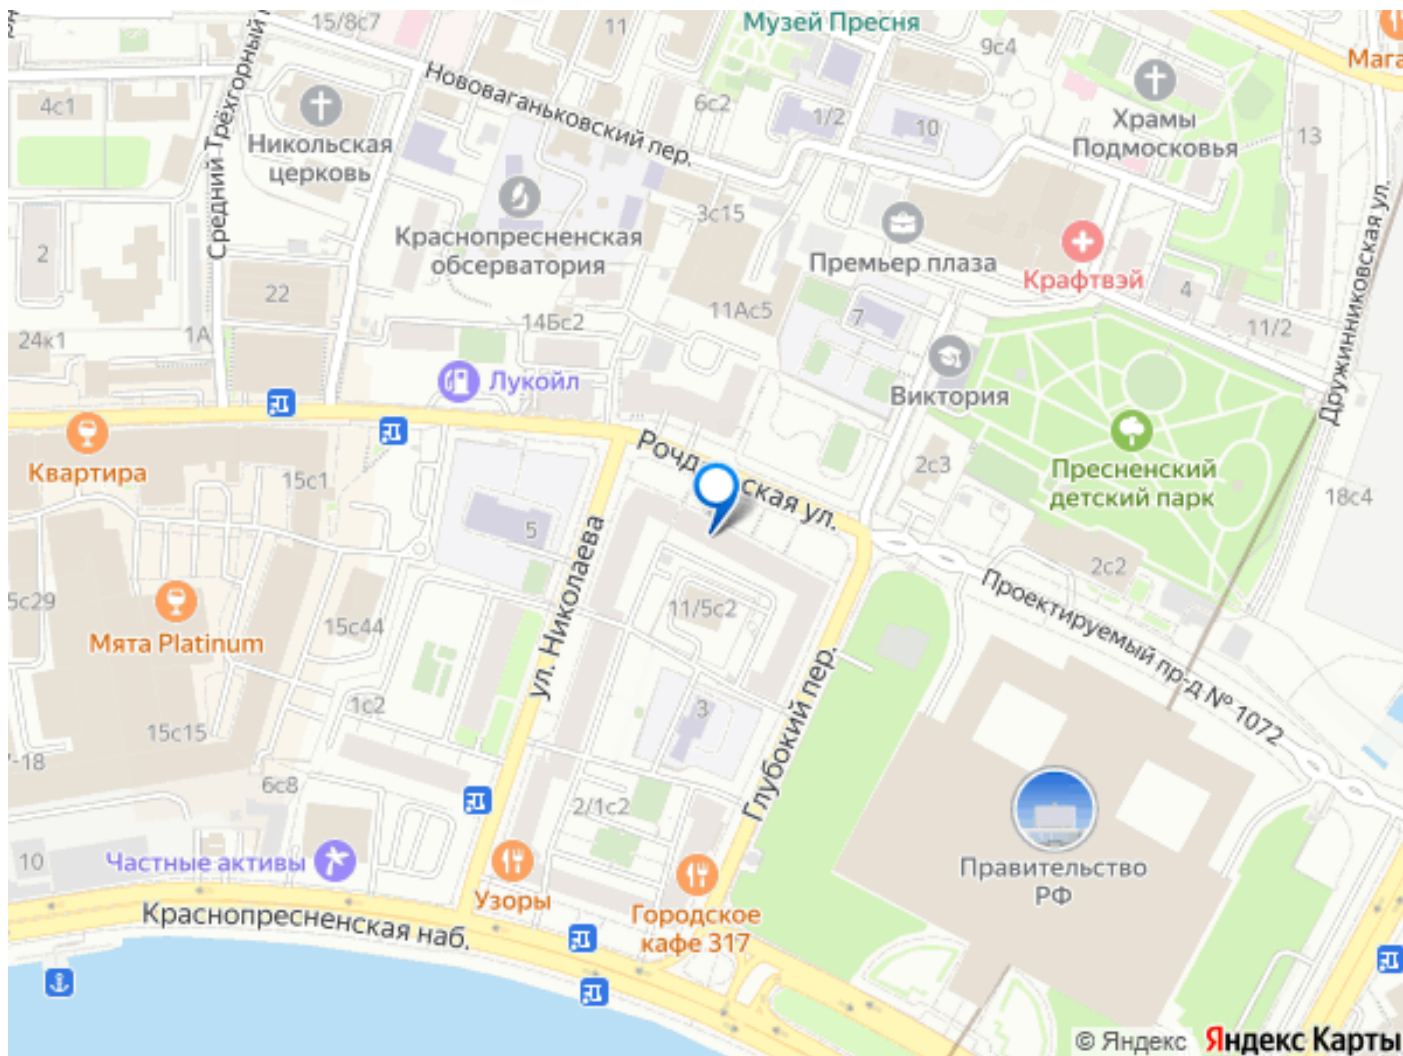 15/8с7
11
Музей Пресня
9с4
Мага
4с1
Средний Трёхгорный
Никольская
церковь
Нововаганьковский пер.
6с2
1/2
10
Храмы
Подмосковья
13
2
Краснопресненская
обсерватория
3с15
Премьер плаза
Крафтвэй
4
Дружинниковская ул.
22
24к1
1А
14Бс2
11Ас5
7
11/2
Лукойл
Виктория
Квартира
15с1
Рочд
ская ул.
2с3
Пресненский
детский парк
18с4
5
ул. Николаева
5с29
Мята Platinum
15с44
11/5с2
2с2
Проектируемый пр-д № 1072
1с2
15с15
3
Глубокий пер.
7-18
6с8
2/1с2
10
Частные активы
Узоры
Городское
кафе 317
Правительство
РФ
Краснопресненская наб.
© Яндекс Яндекс Карты